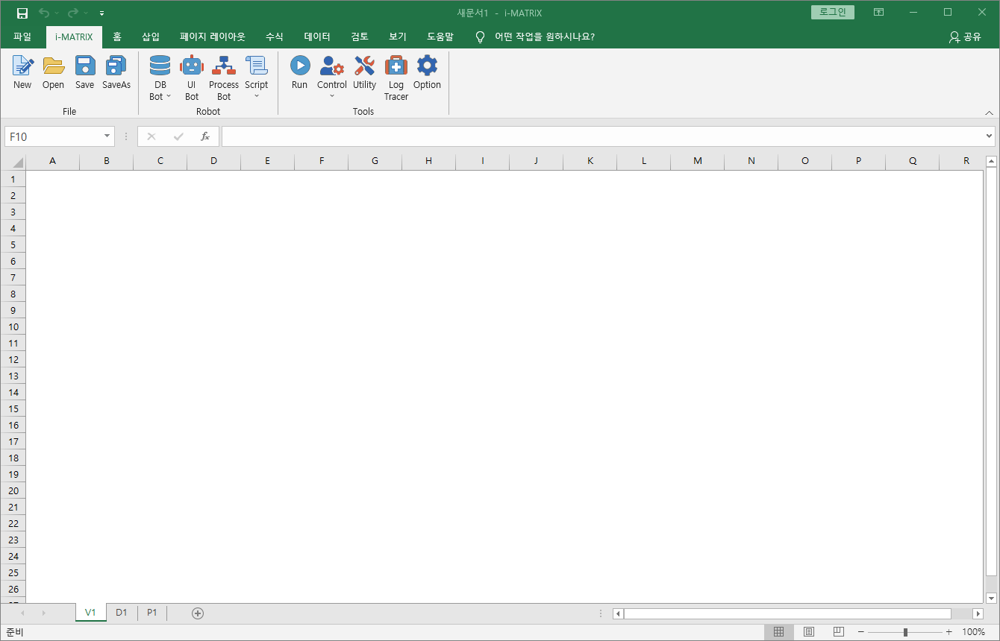 새문서1 - i-MATRIX
로그인
파일 i-MATRIX 홈 삽입 페이지 레이아웃 수식 데이터 검토 보기 도움말 어떤 작업을 원하시나요? 공유
New Open Save SaveAs
DB Bot UI Bot Process Bot Script
Run Control Utility Log Tracer Option
File Robot Tools
F10 fx
A B C D E F G H I J K L M N O P Q R
1
2
3
4
5
6
7
8
9
10
11
12
13
14
15
16
17
18
19
20
21
22
23
24
25
26
V1 D1 P1
준비 100%